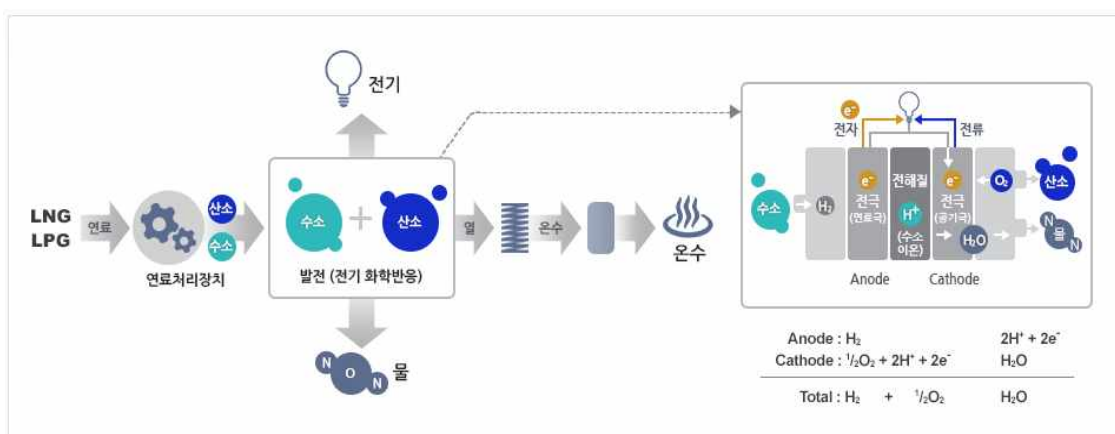 전기
LNG
LPG
연료
산소
수소
연료처리장치
수소 + 산소
발전 (전기 화학반응)
열
온수
온수
N O N
물
e⁻
전자
전류
수소
H₂
e⁻
전극
(연료극)
전해질
H⁺
(수소
이온)
e⁻
전극
(공기극)
O₂
산소
H₂O
N
물
N
Anode
Cathode
Anode : H₂ 2H⁺ + 2e⁻
Cathode : ¹/₂O₂ + 2H⁺ + 2e⁻ H₂O
Total : H₂ + ¹/₂O₂ H₂O